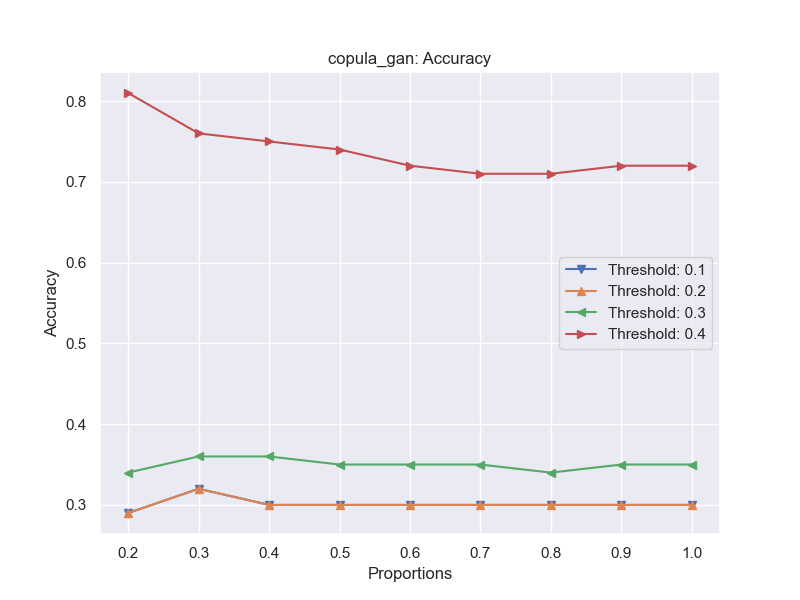 copula_gan: Accuracy
0.8
0.7
0.6
0.5
0.4
0.3
Accuracy
Threshold: 0.1
Threshold: 0.2
Threshold: 0.3
Threshold: 0.4
0.2 0.3 0.4 0.5 0.6 0.7 0.8 0.9 1.0
Proportions